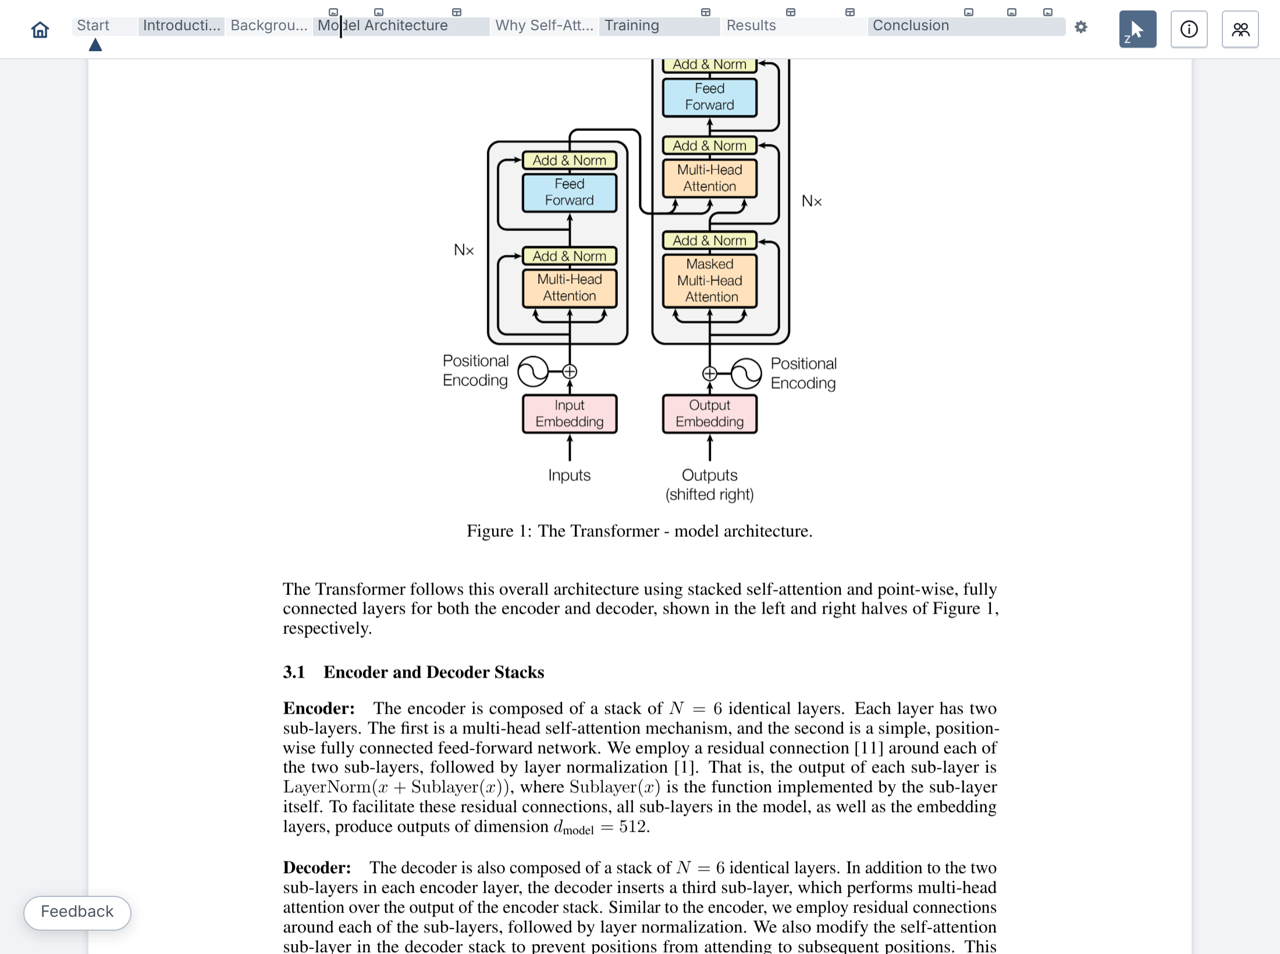 Start
Introducti...
Backgrou...
Model Architecture
Why Self-Att...
Training
Results
Conclusion
z
Add & Norm
Feed
Forward
Add & Norm
Multi-Head
Attention
Nx
Add & Norm
Masked
Multi-Head
Attention
Add & Norm
Feed
Forward
Nx
Add & Norm
Multi-Head
Attention
Positional
Encoding
Positional
Encoding
Input
Embedding
Output
Embedding
Inputs
Outputs
(shifted right)
Figure 1: The Transformer - model architecture.
The Transformer follows this overall architecture using stacked self-attention and point-wise, fully
connected layers for both the encoder and decoder, shown in the left and right halves of Figure 1,
respectively.
3.1 Encoder and Decoder Stacks
Encoder: The encoder is composed of a stack of N = 6 identical layers. Each layer has two
sub-layers. The first is a multi-head self-attention mechanism, and the second is a simple, position-
wise fully connected feed-forward network. We employ a residual connection [11] around each of
the two sub-layers, followed by layer normalization [1]. That is, the output of each sub-layer is
LayerNorm(x + Sublayer(x)), where Sublayer(x) is the function implemented by the sub-layer
itself. To facilitate these residual connections, all sub-layers in the model, as well as the embedding
layers, produce outputs of dimension dmodel = 512.
Decoder: The decoder is also composed of a stack of N = 6 identical layers. In addition to the two
sub-layers in each encoder layer, the decoder inserts a third sub-layer, which performs multi-head
attention over the output of the encoder stack. Similar to the encoder, we employ residual connections
around each of the sub-layers, followed by layer normalization. We also modify the self-attention
sub-layer in the decoder stack to prevent positions from attending to subsequent positions. This
Feedback